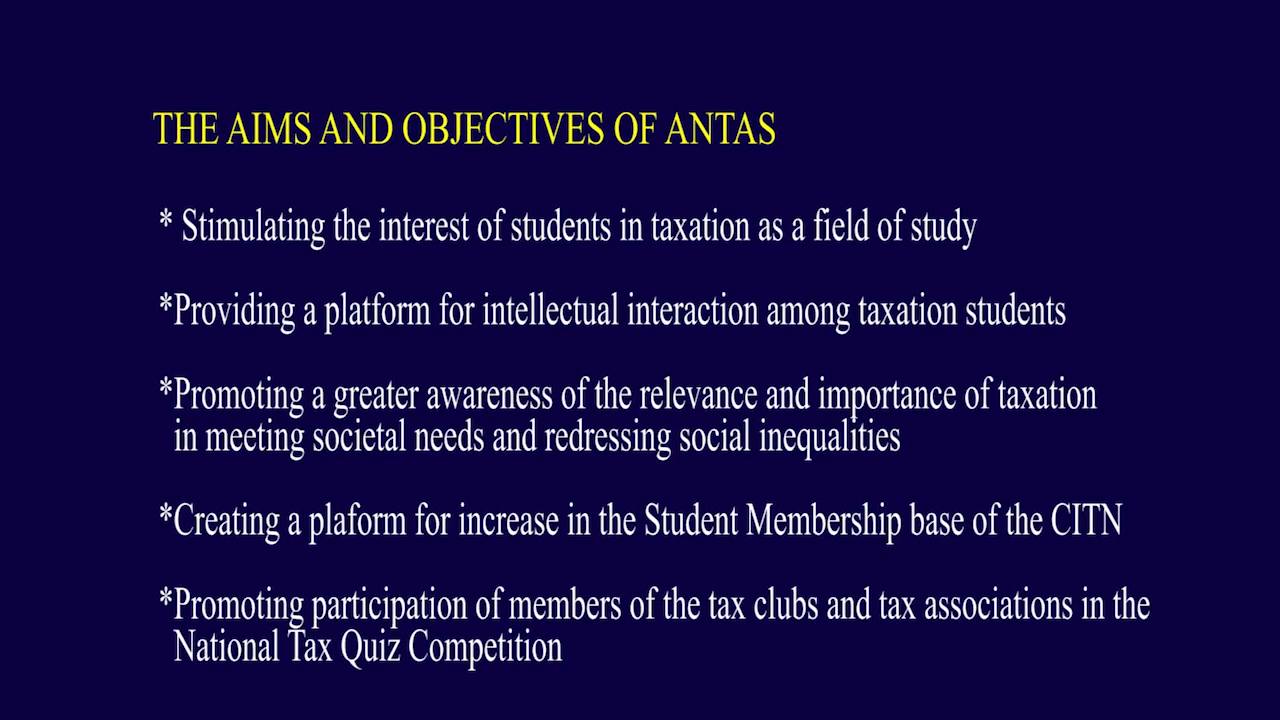 THE AIMS AND OBJECTIVES OF ANTAS
* Stimulating the interest of students in taxation as a field of study
*Providing a platform for intellectual interaction among taxation students
*Promoting a greater awareness of the relevance and importance of taxation
in meeting societal needs and redressing social inequalities
*Creating a plaform for increase in the Student Membership base of the CITN
*Promoting participation of members of the tax clubs and tax associations in the
National Tax Quiz Competition